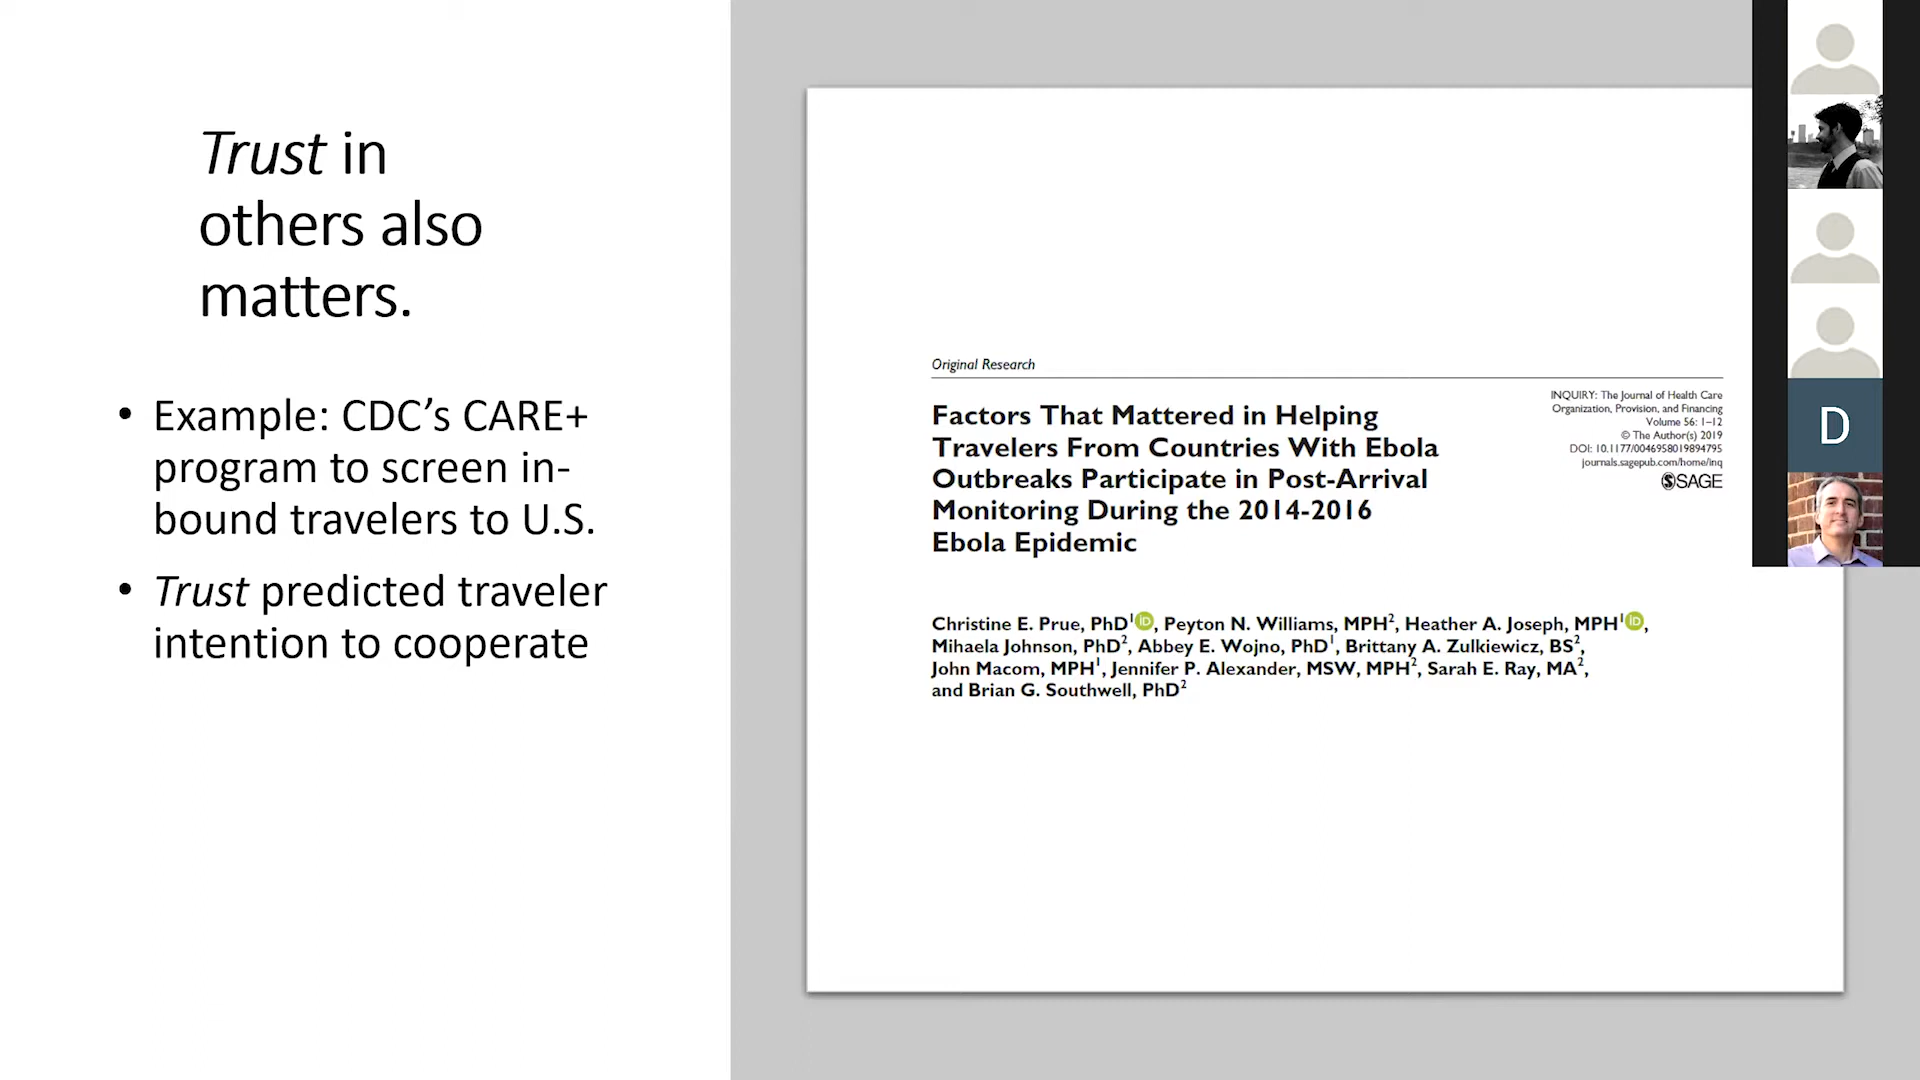 Trust in
others also
matters.
• Example: CDC’s CARE+
program to screen in-
bound travelers to U.S.
• Trust predicted traveler
intention to cooperate
Original Research
Factors That Mattered in Helping
Travelers From Countries With Ebola
Outbreaks Participate in Post-Arrival
Monitoring During the 2014-2016
Ebola Epidemic
INQUIRY: The Journal of Health Care
Organization, Provision, and Financing
Volume 56: 1–12
© The Author(s) 2019
DOI: 10.1177/0046958019894795
journals.sagepub.com/home/inq
SAGE
Christine E. Prue, PhD¹ iD, Peyton N. Williams, MPH², Heather A. Joseph, MPH¹ iD,
Mihaela Johnson, PhD², Abbey E. Wojno, PhD¹, Brittany A. Zulkiewicz, BS²,
John Macom, MPH¹, Jennifer P. Alexander, MSW, MPH², Sarah E. Ray, MA²,
and Brian G. Southwell, PhD²
D